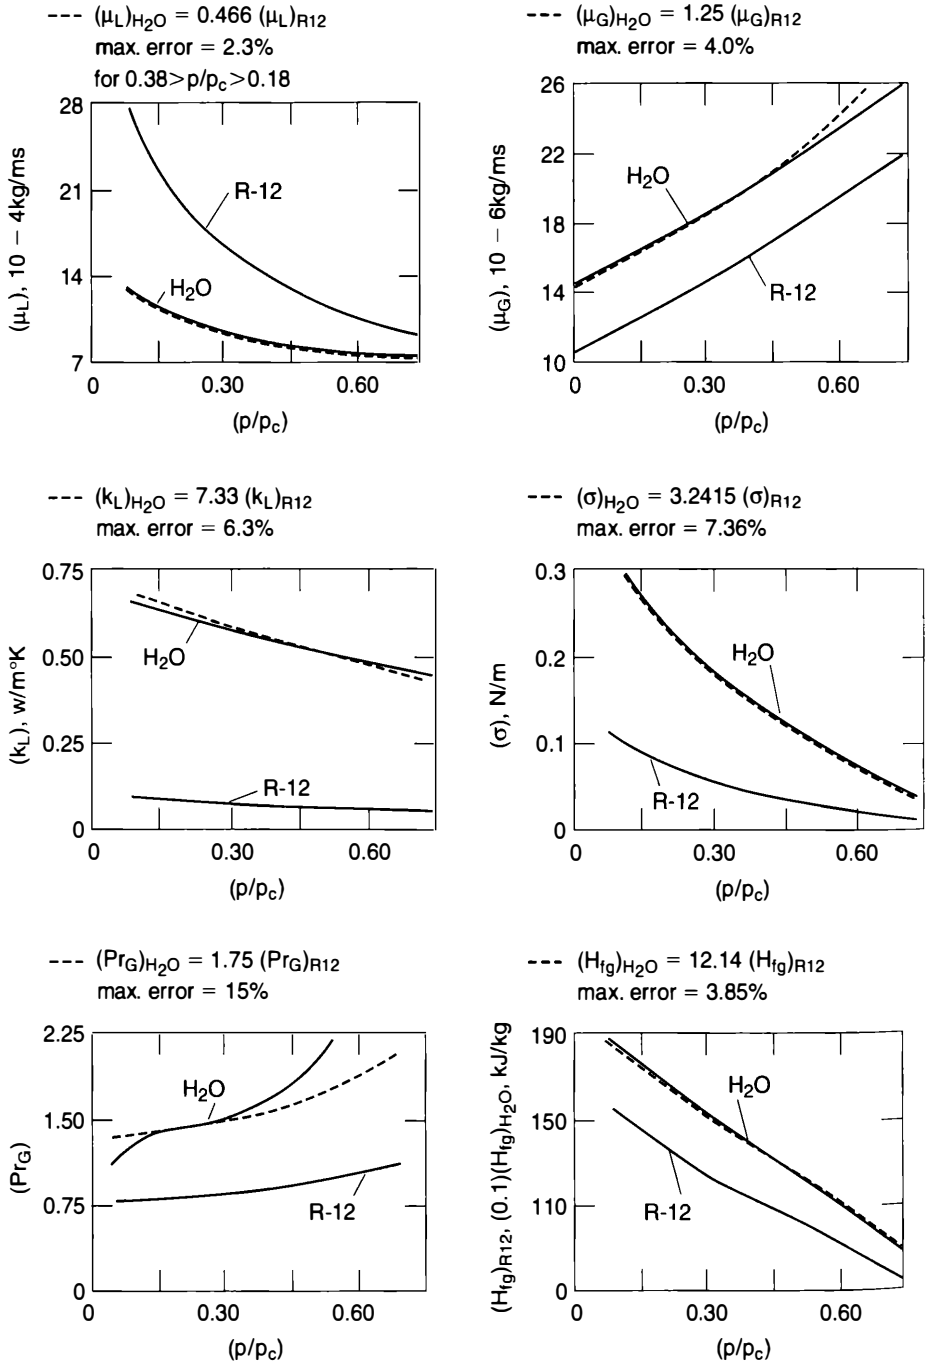 --- (μL)H2O = 0.466 (μL)R12
max. error = 2.3%
for 0.38>p/pc>0.18
28
21
14
7
0
0.30
0.60
R-12
H2O
(μL), 10 – 4kg/ms
(p/pc)
--- (μG)H2O = 1.25 (μG)R12
max. error = 4.0%
26
22
18
14
10
0
0.30
0.60
H2O
R-12
(μG), 10 – 6kg/ms
(p/pc)
--- (kL)H2O = 7.33 (kL)R12
max. error = 6.3%
0.75
0.50
0.25
0
0
0.30
0.60
H2O
R-12
(kL), w/m°K
(p/pc)
--- (σ)H2O = 3.2415 (σ)R12
max. error = 7.36%
0.3
0.2
0.1
0
0
0.30
0.60
H2O
R-12
(σ), N/m
(p/pc)
--- (PrG)H2O = 1.75 (PrG)R12
max. error = 15%
2.25
1.50
0.75
0
0
0.30
0.60
H2O
R-12
(PrG)
(p/pc)
--- (Hfg)H2O = 12.14 (Hfg)R12
max. error = 3.85%
190
150
110
0
0
0.30
0.60
H2O
R-12
(Hfg)R12, (0.1)(Hfg)H2O, kJ/kg
(p/pc)